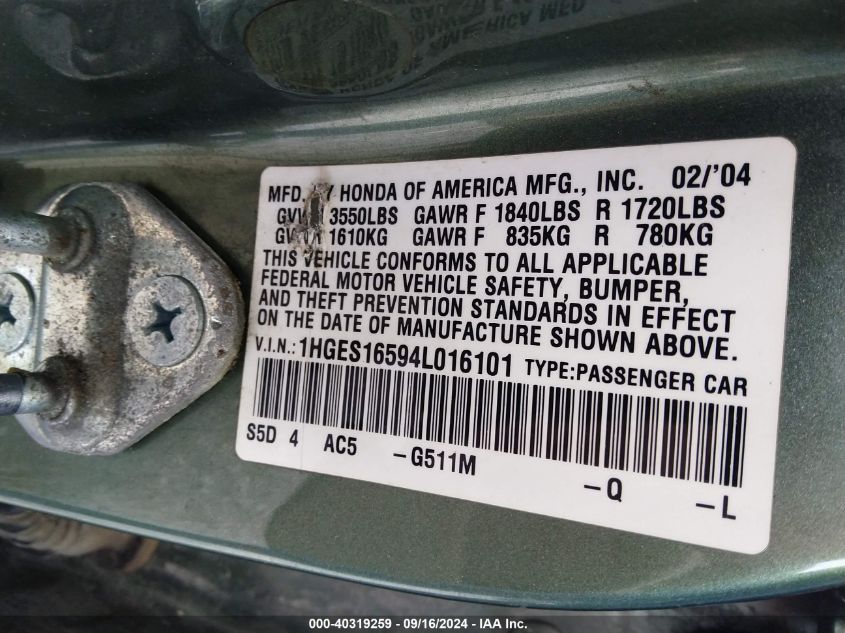 OF AMERICA MFG
MFD. BY HONDA OF AMERICA MFG., INC. 02/'04
GVWR 3550LBS GAWR F 1840LBS R 1720LBS
GVWR 1610KG GAWR F 835KG R 780KG
THIS VEHICLE CONFORMS TO ALL APPLICABLE
FEDERAL MOTOR VEHICLE SAFETY, BUMPER,
AND THEFT PREVENTION STANDARDS IN EFFECT
ON THE DATE OF MANUFACTURE SHOWN ABOVE.
V.I.N.: 1HGES16594L016101 TYPE:PASSENGER CAR
S5D 4 AC5 -G511M -Q -L
000-40319259 - 09/16/2024 - IAA Inc.